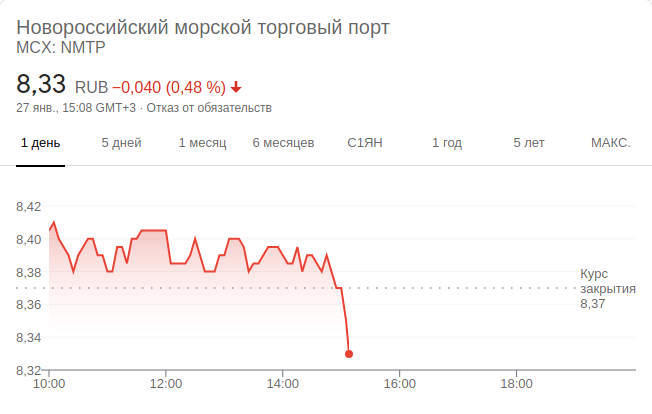 Новороссийский морской торговый порт
MCX: NMTP
8,33 RUB −0,040 (0,48 %)
27 янв., 15:08 GMT+3 · Отказ от обязательств
1 день 5 дней 1 месяц 6 месяцев С1ЯН 1 год 5 лет МАКС.
8,42
8,40
8,38
8,36
8,34
8,32
Курс
закрытия
8,37
10:00 12:00 14:00 16:00 18:00